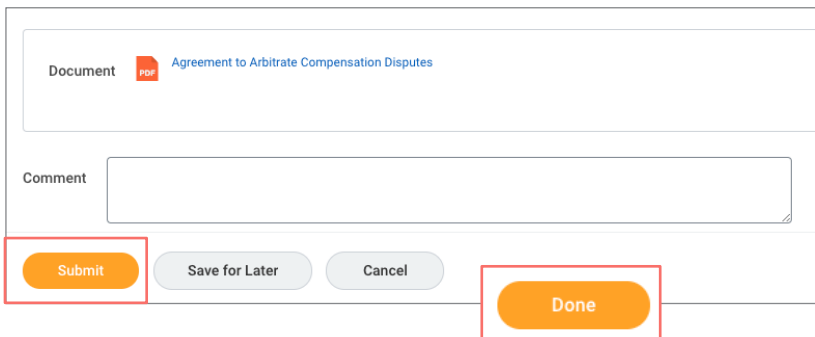 Document PDF Agreement to Arbitrate Compensation Disputes
Comment
Submit Save for Later Cancel
Done